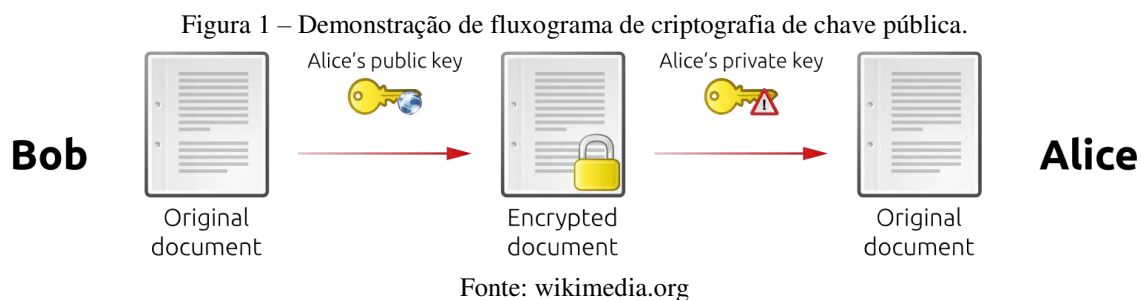 Figura 1 – Demonstração de fluxograma de criptografia de chave pública.
Alice's public key
Alice's private key
Bob
Alice
Original
document
Encrypted
document
Original
document
Fonte: wikimedia.org